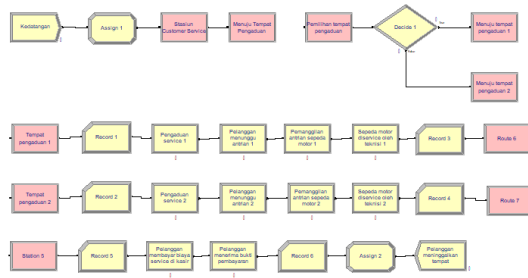 Kedatangan
Assign 1
Stasiun
Customer Service
Menuju Tempat
Pengaduan
Pemilihan tempat
pengaduan
Decide 1
True
False
Menuju tempat
pengaduan 1
Menuju tempat
pengaduan 2
Tempat
pengaduan 1
Record 1
Pengaduan
service 1
Pelanggan
menunggu
antrian 1
Pemanggilan
antrian sepeda
motor 1
Sepeda motor
diservice oleh
teknisi 1
Record 3
Route 6
Tempat
pengaduan 2
Record 2
Pengaduan
service 2
Pelanggan
menunggu
antrian 2
Pemanggilan
antrian sepeda
motor 2
Sepeda motor
diservice oleh
teknisi 2
Record 4
Route 7
Station 5
Record 5
Pelanggan
membayar biaya
service di kasir
Pelanggan
menerima bukti
pembayaran
Record 6
Assign 2
Pelanggan
meninggalkan
tempat